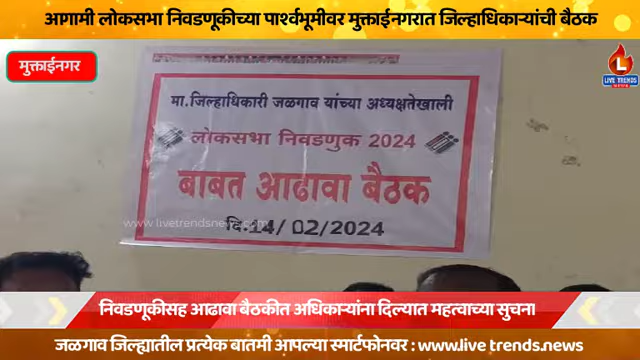 आगामी लोकसभा निवडणूकीच्या पार्श्वभूमीवर मुक्ताईनगरात जिल्हाधिकाऱ्यांची बैठक
मुक्ताईनगर
LIVE TRENDS
NEWS
मा.जिल्हाधिकारी जळगाव यांच्या अध्यक्षतेखाली
लोकसभा निवडणुक 2024
बाबत आढावा बैठक
www.livetrendsnews.com
दि.14/02/2024
निवडणूकीसह आढावा बैठकीत अधिकाऱ्यांना दिल्यात महत्वाच्या सुचना
जळगाव जिल्ह्यातील प्रत्येक बातमी आपल्या स्मार्टफोनवर : www.live trends.news